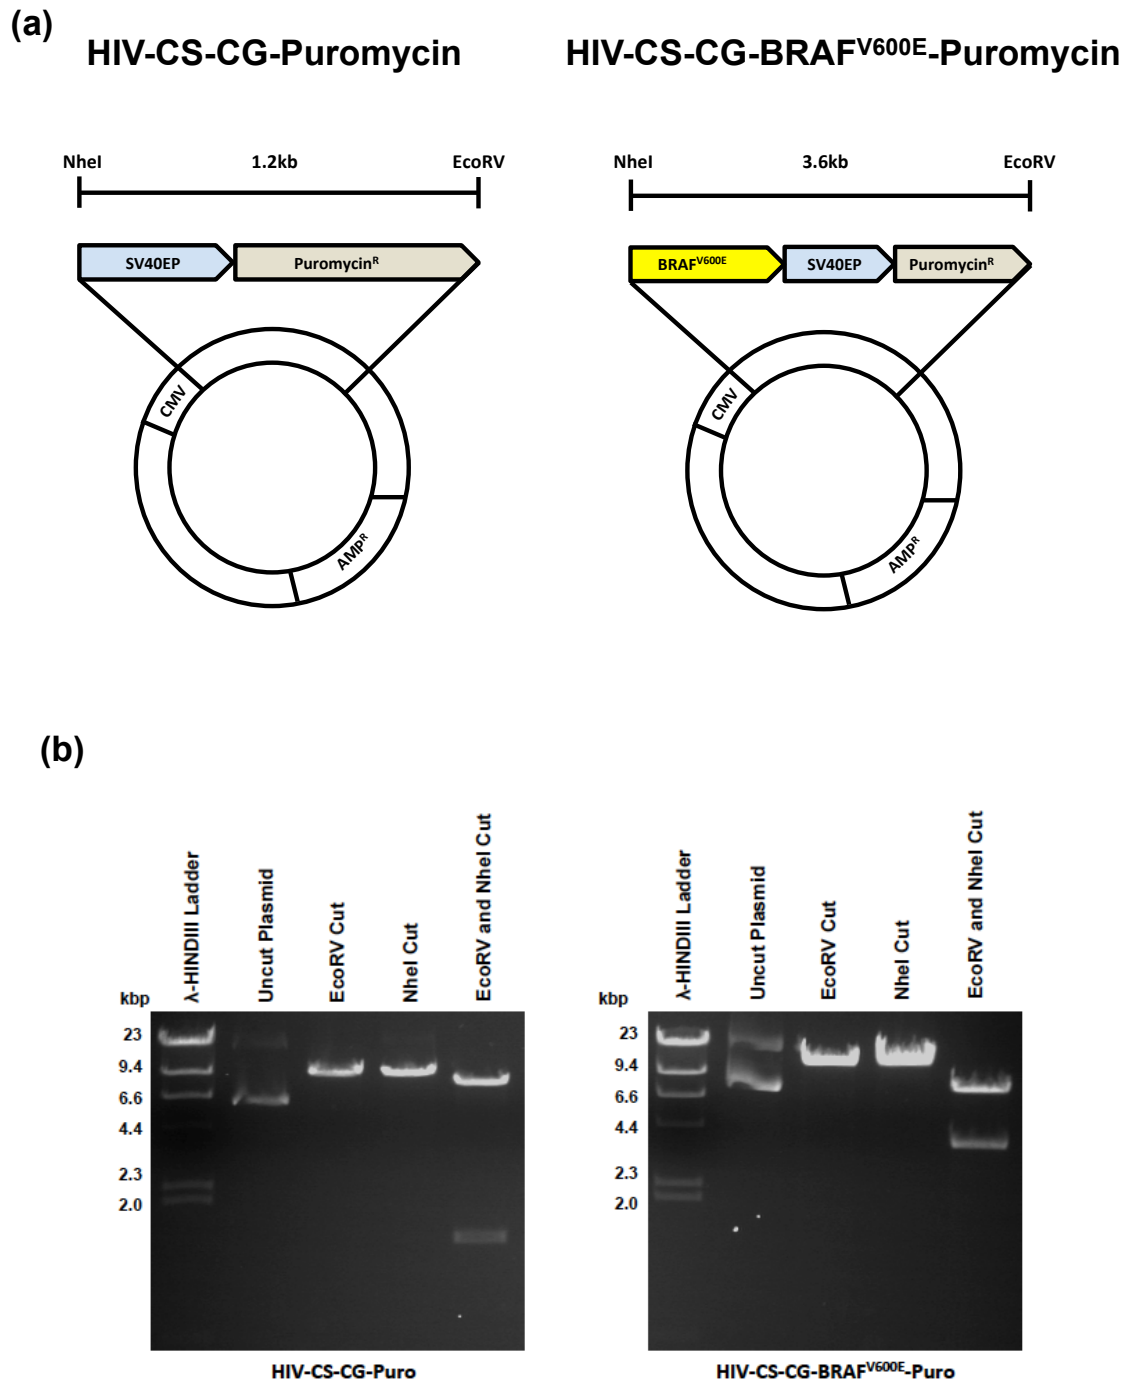 (a)
HIV-CS-CG-Puromycin
HIV-CS-CG-BRAFV600E-Puromycin
NheI 1.2kb EcoRV
NheI 3.6kb EcoRV
SV40EP PuromycinR
BRAFV600E SV40EP PuromycinR
CMV
AMPR
CMV
AMPR
(b)
kbp
λ-HINDIII Ladder
Uncut Plasmid
EcoRV Cut
NheI Cut
EcoRV and NheI Cut
23
9.4
6.6
4.4
2.3
2.0
HIV-CS-CG-Puro
kbp
λ-HINDIII Ladder
Uncut Plasmid
EcoRV Cut
NheI Cut
EcoRV and NheI Cut
23
9.4
6.6
4.4
2.3
2.0
HIV-CS-CG-BRAFV600E-Puro